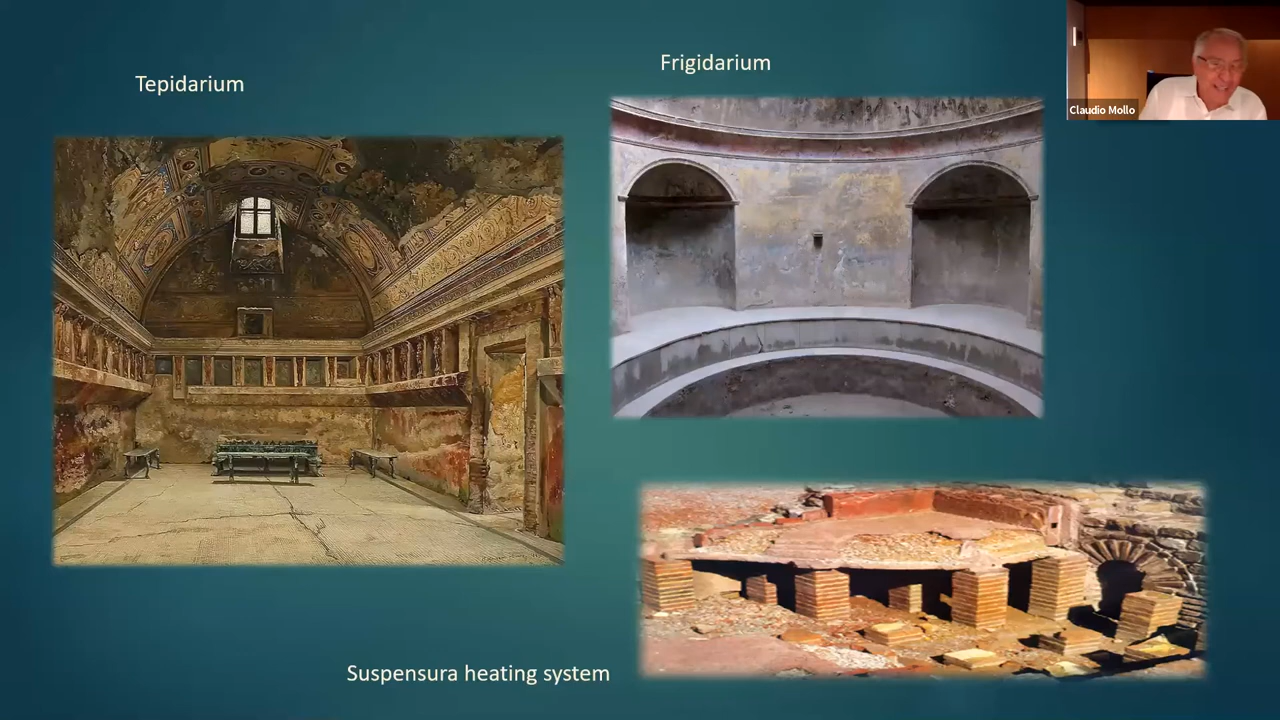 Tepidarium
Frigidarium
Claudio Mollo
Suspensura heating system